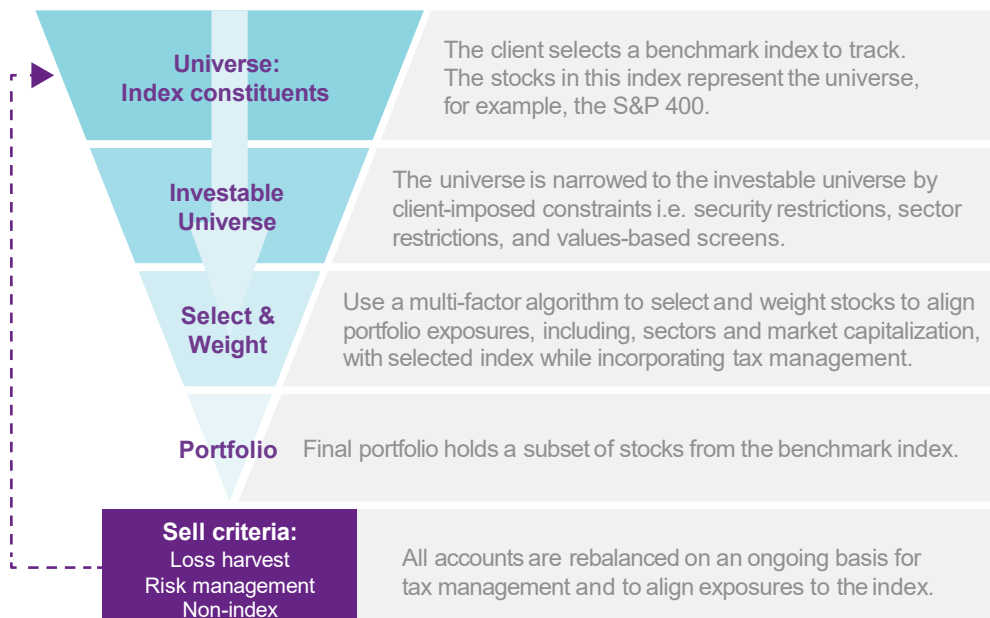 Universe:
Index constituents
The client selects a benchmark index to track.
The stocks in this index represent the universe,
for example, the S&P 400.
Investable
Universe
The universe is narrowed to the investable universe by
client-imposed constraints i.e. security restrictions, sector
restrictions, and values-based screens.
Select &
Weight
Use a multi-factor algorithm to select and weight stocks to align
portfolio exposures, including, sectors and market capitalization,
with selected index while incorporating tax management.
Portfolio
Final portfolio holds a subset of stocks from the benchmark index.
Sell criteria:
Loss harvest
Risk management
Non-index
All accounts are rebalanced on an ongoing basis for
tax management and to align exposures to the index.